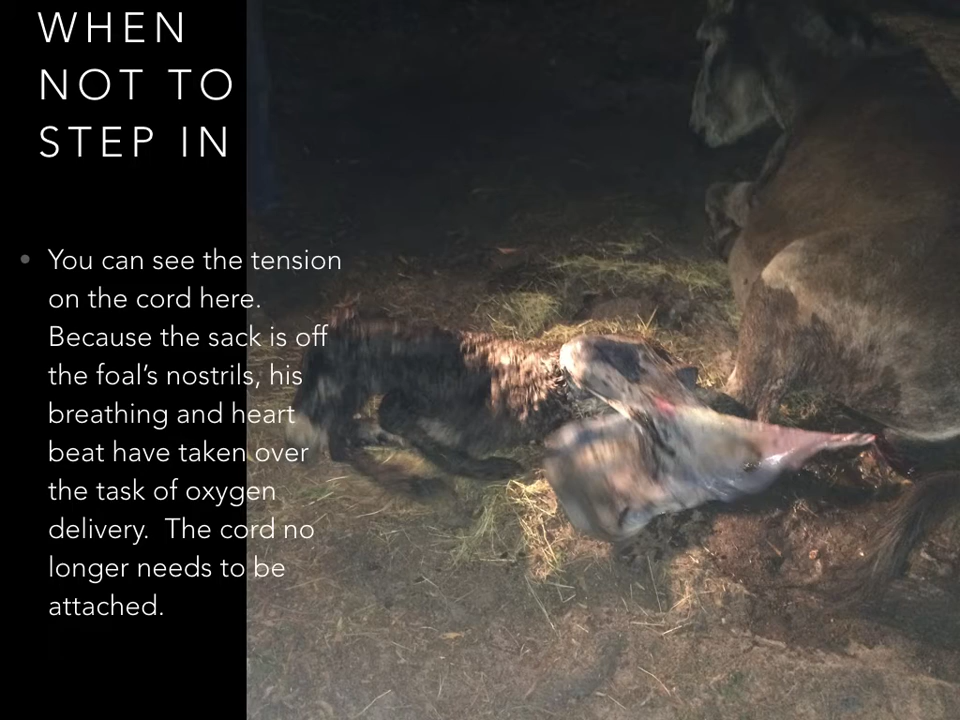 WHEN
NOT TO
STEP IN
• You can see the tension
on the cord here.
Because the sack is off
the foal’s nostrils, his
breathing and heart
beat have taken over
the task of oxygen
delivery.  The cord no
longer needs to be
attached.